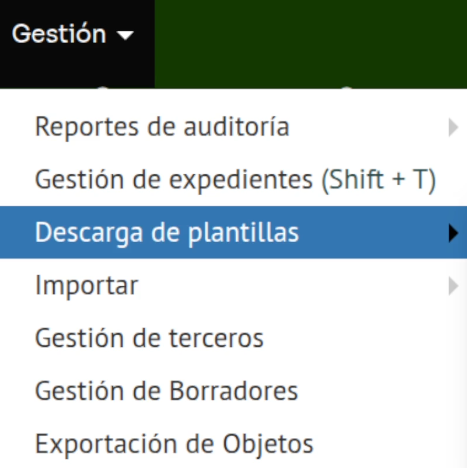 Gestión
Reportes de auditoría
Gestión de expedientes (Shift + T)
Descarga de plantillas
Importar
Gestión de terceros
Gestión de Borradores
Exportación de Objetos